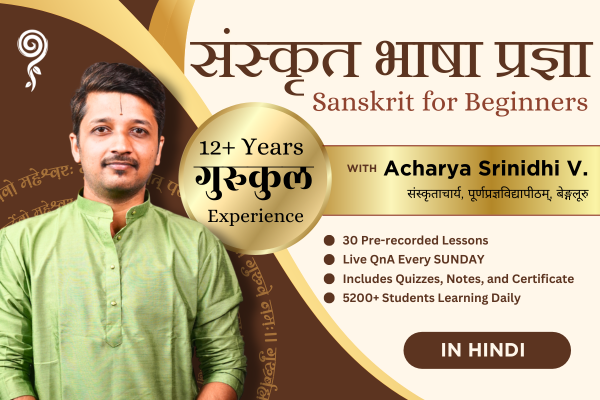 संस्कृत भाषा प्रज्ञा
Sanskrit for Beginners
12+ Years
गुरुकुल
Experience
WITH Acharya Srinidhi V.
संस्कृताचार्य, पूर्णप्रज्ञविद्यापीठम्, बेङ्गलूरु
30 Pre-recorded Lessons
Live QnA Every SUNDAY
Includes Quizzes, Notes, and Certificate
5200+ Students Learning Daily
IN HINDI